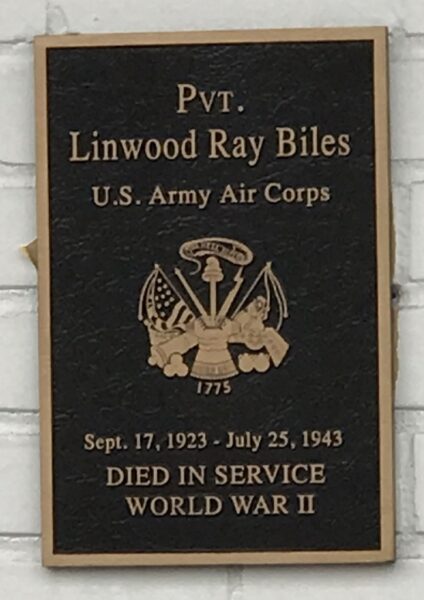 PVT.
Linwood Ray Biles
U.S. Army Air Corps
1775
Sept. 17, 1923 - July 25, 1943
DIED IN SERVICE
WORLD WAR II